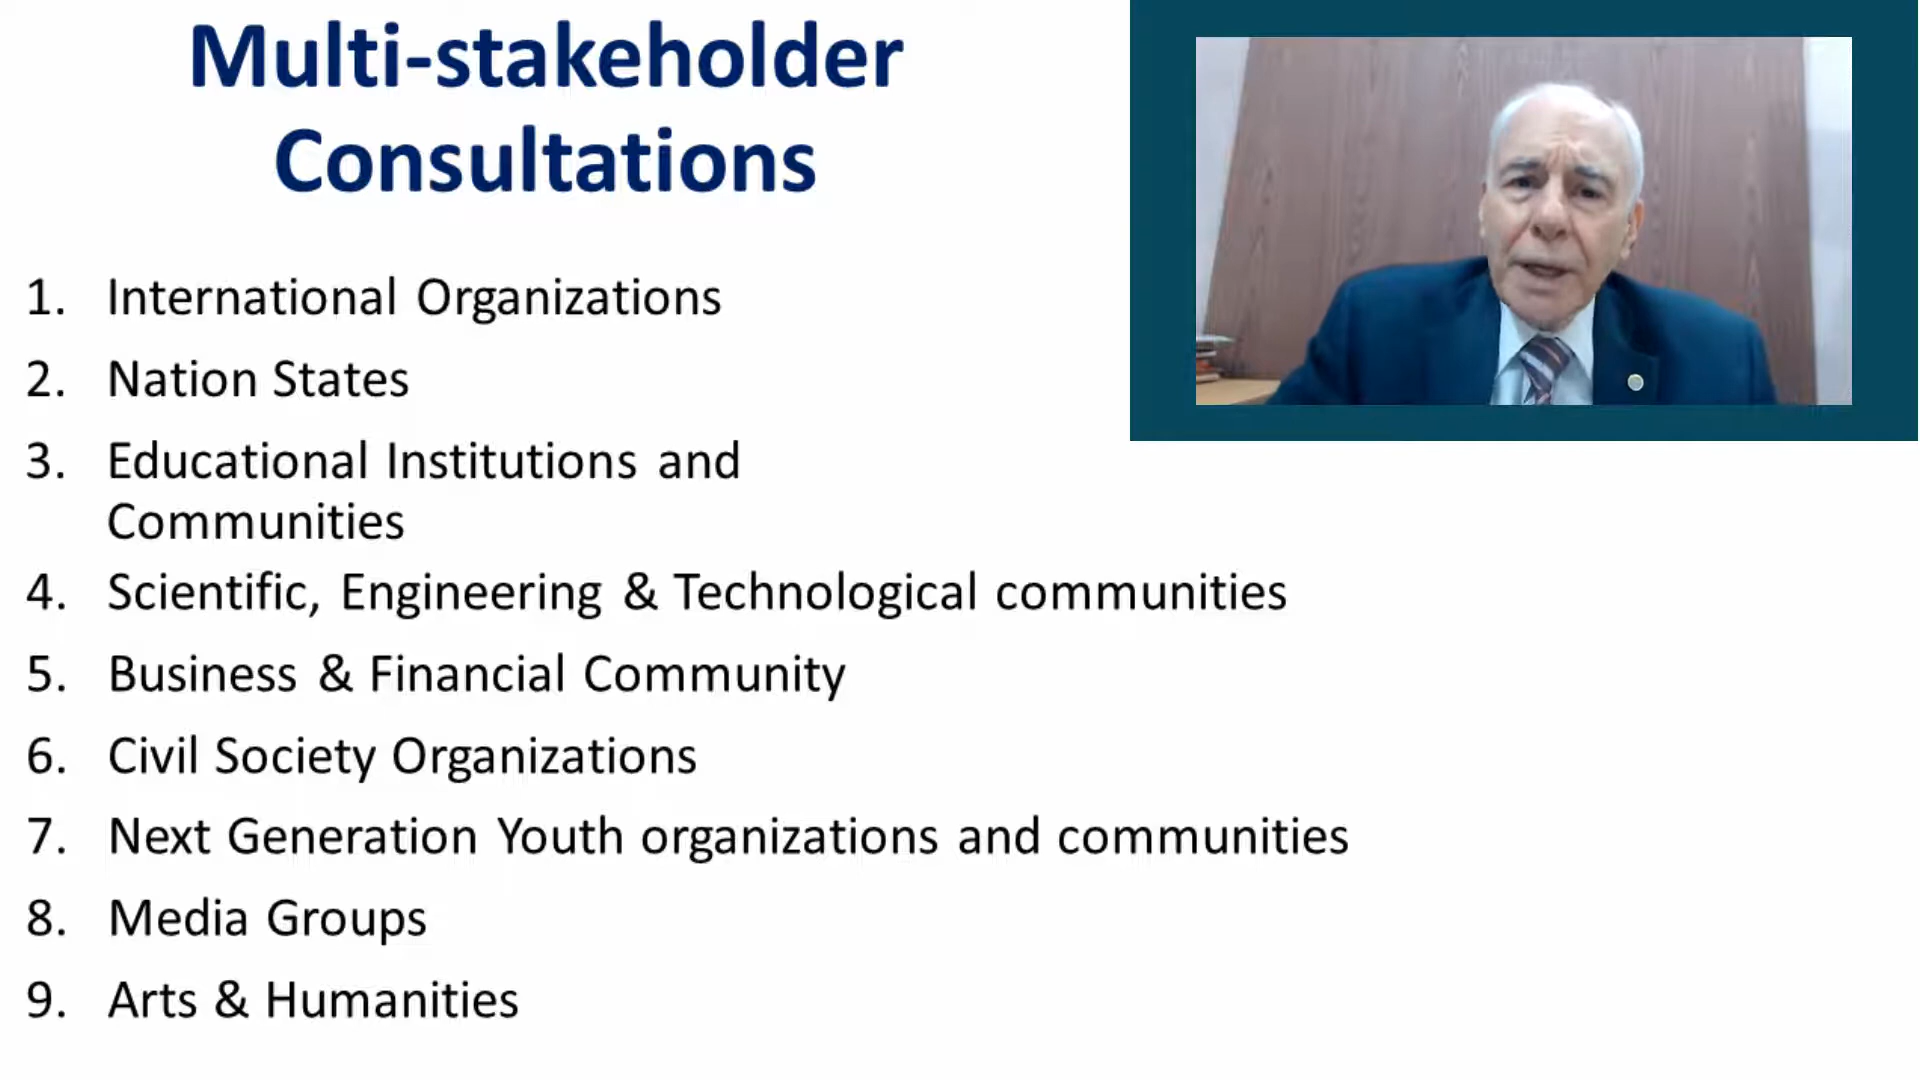 Multi-stakeholder
Consultations
1. International Organizations
2. Nation States
3. Educational Institutions and
Communities
4. Scientific, Engineering & Technological communities
5. Business & Financial Community
6. Civil Society Organizations
7. Next Generation Youth organizations and communities
8. Media Groups
9. Arts & Humanities